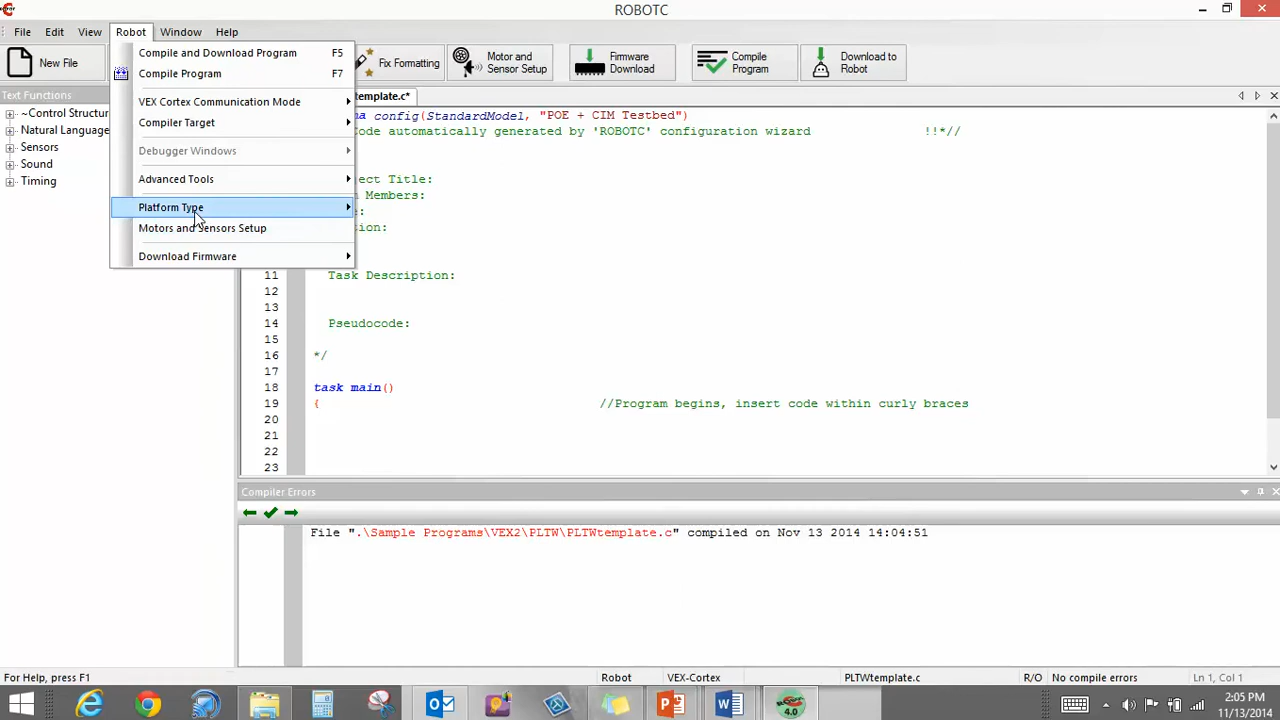 ROBOTC
File Edit View Robot Window Help
New File
Fix Formatting
Motor and Sensor Setup
Firmware Download
Compile Program
Download to Robot
Compile and Download Program F5
Compile Program F7
VEX Cortex Communication Mode
Compiler Target
Debugger Windows
Advanced Tools
Platform Type
Motors and Sensors Setup
Download Firmware
Text Functions
~Control Structur
Natural Language
Sensors
Sound
Timing
template.c*
config(StandardModel, "POE + CIM Testbed")
ode automatically generated by 'ROBOTC' configuration wizard !!*//
ect Title:
Members:
:
ion:
11 Task Description:
12
13
14 Pseudocode:
15
16 */
17
18 task main()
19 { //Program begins, insert code within curly braces
20
21
22
23
Compiler Errors
File ".\Sample Programs\VEX2\PLTW\PLTWtemplate.c" compiled on Nov 13 2014 14:04:51
For Help, press F1 Robot VEX-Cortex PLTWtemplate.c R/O No compile errors Ln 1, Col 1
4.0
2:05 PM
11/13/2014